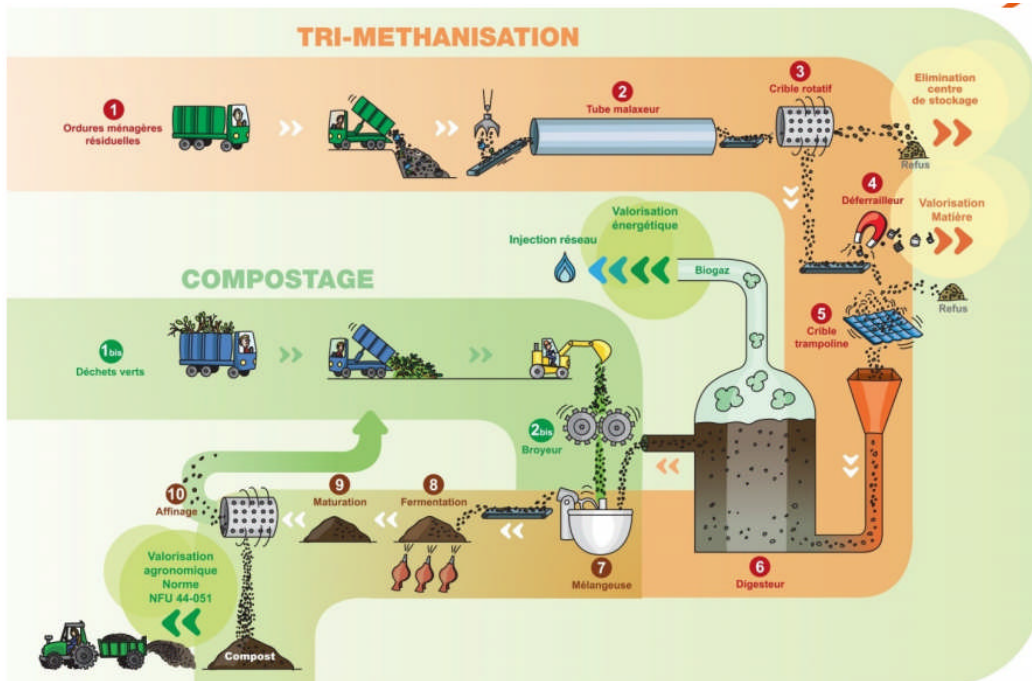 TRI-METHANISATION
1
Ordures ménagères
résiduelles
2
Tube malaxeur
3
Crible rotatif
Elimination
centre
de stockage
Refus
4
Déferrailleur
Valorisation
Matière
Refus
5
Crible
trampoline
Valorisation
énergétique
Injection réseau
Biogaz
COMPOSTAGE
1bis
Déchets verts
2bis
Broyeur
6
Digesteur
7
Mélangeuse
8
Fermentation
9
Maturation
10
Affinage
Valorisation
agronomique
Norme
NFU 44-051
Compost